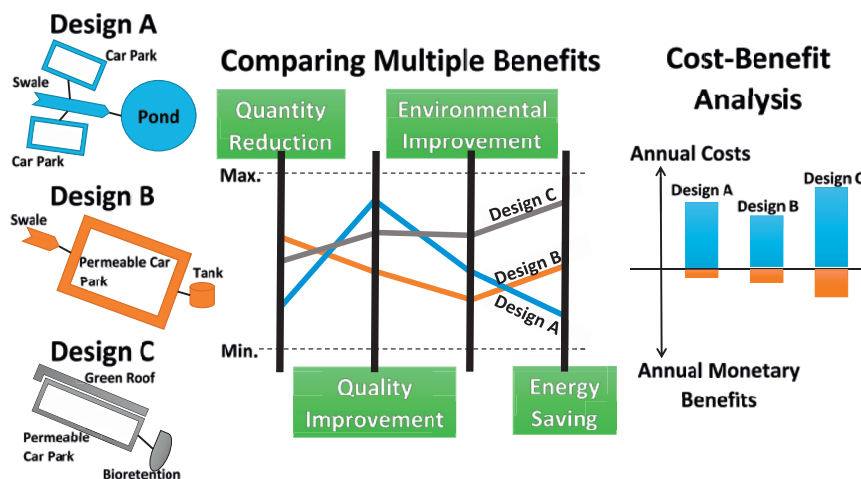 Design A
Car Park
Swale
Pond
Car Park
Design B
Swale
Permeable Car
Park
Tank
Design C
Green Roof
Permeable
Car Park
Bioretention
Comparing Multiple Benefits
Quantity
Reduction
Environmental
Improvement
Max.
Design C
Design B
Design A
Min.
Quality
Improvement
Energy
Saving
Cost-Benefit
Analysis
Annual Costs
Design A
Design B
Design C
Annual Monetary
Benefits